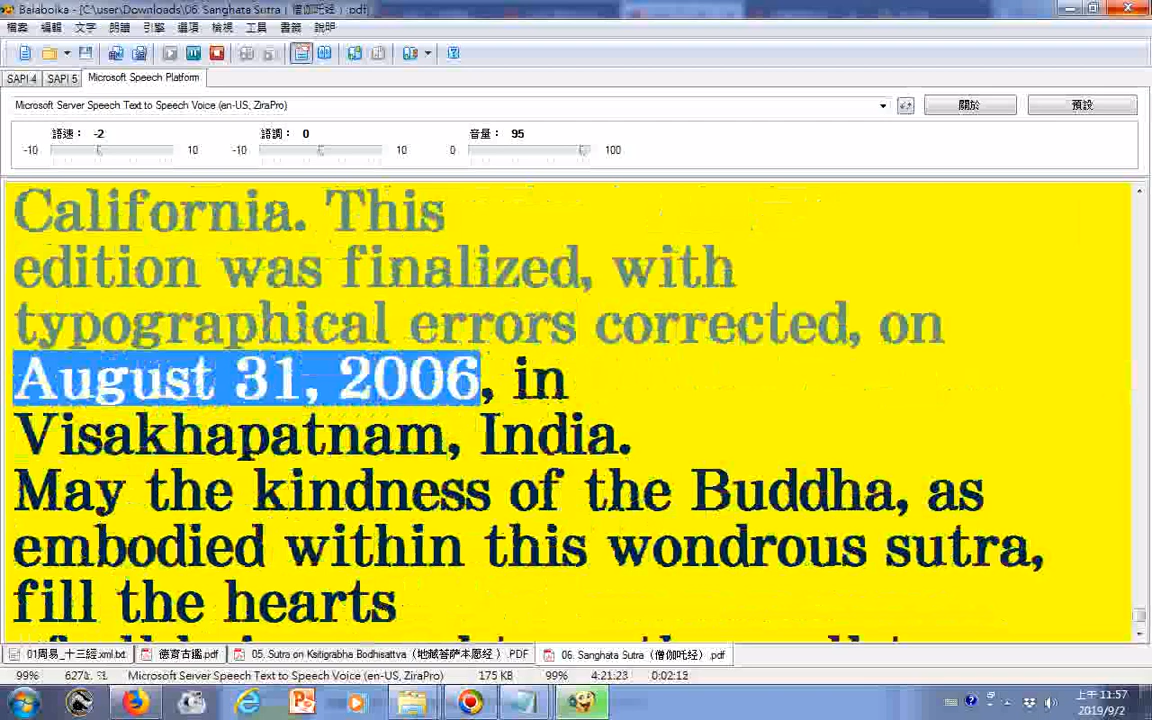 Balabolka - [C:\user\Downloads\06. Sanghata Sutra（僧伽吒经）.pdf]
檔案 編輯 文字 朗讀 引擎 選項 檢視 工具 書籤 說明
SAPI 4 SAPI 5 Microsoft Speech Platform
Microsoft Server Speech Text to Speech Voice (en-US, ZiraPro) 關於 預設
語速： -2 語調： 0 音量： 95
-10 10 -10 10 0 100
California. This
edition was finalized, with
typographical errors corrected, on
August 31, 2006, in
Visakhapatnam, India.
May the kindness of the Buddha, as
embodied within this wondrous sutra,
fill the hearts
01周易_十三經.xml.txt 德育古鑑.pdf 05. Sutra on Ksitigrabha Bodhisattva（地藏菩萨本愿经）.PDF 06. Sanghata Sutra（僧伽吒经）.pdf
99% Microsoft Server Speech Text to Speech Voice (en-US, ZiraPro) 175 KB 99% 4:21:23 / 0:02:13
上午 11:57
2019/9/2